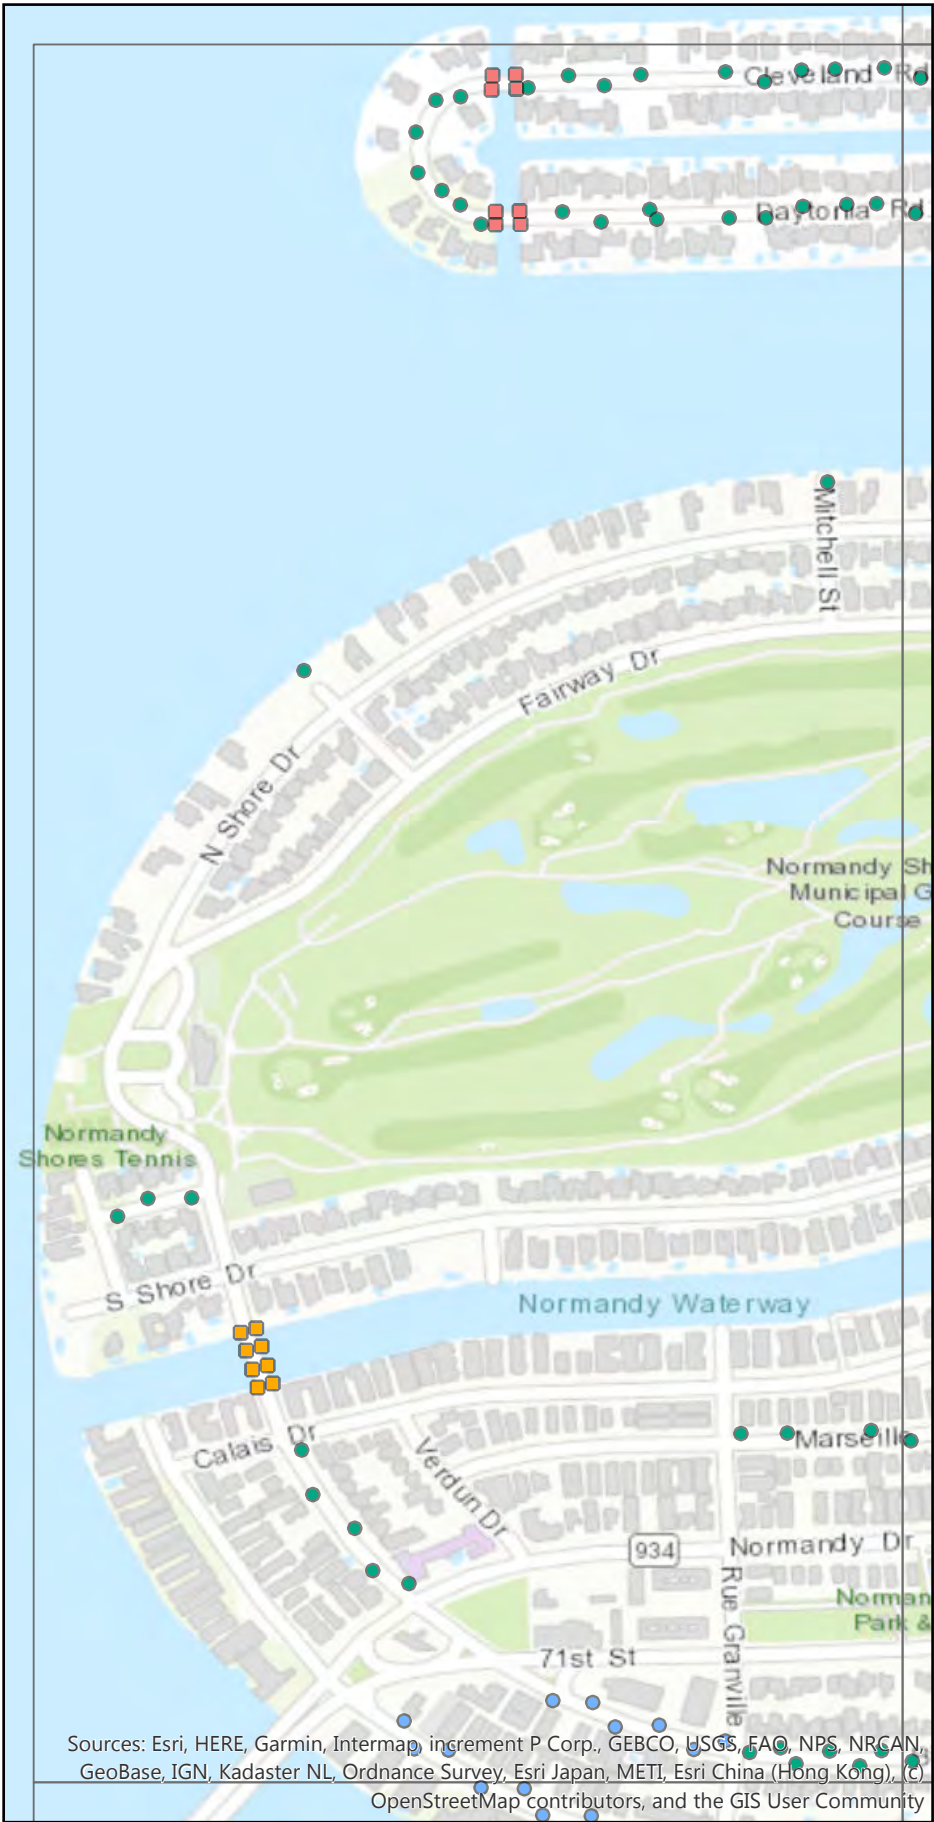 Cleveland Rd
Daytonia Rd
Mitchell St
Fairway Dr
N Shore Dr
Normandy Sh
Municipal G
Course
Normandy
Shores Tennis
S Shore Dr
Normandy Waterway
Calais Dr
Marseille
Verdun Dr
934
Normandy Dr
Rue Granville
Norman
Park &
71st St
Sources: Esri, HERE, Garmin, Intermap, increment P Corp., GEBCO, USGS, FAO, NPS, NRCAN,
GeoBase, IGN, Kadaster NL, Ordnance Survey, Esri Japan, METI, Esri China (Hong Kong), (c)
OpenStreetMap contributors, and the GIS User Community